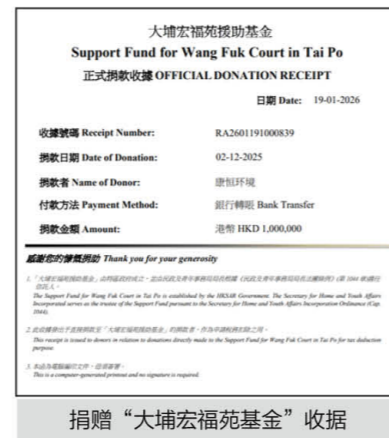 大埔宏福苑援助基金
Support Fund for Wang Fuk Court in Tai Po
正式捐款收據 OFFICIAL DONATION RECEIPT
日期 Date: 19-01-2026
收據號碼 Receipt Number: RA2601191000839
捐款日期 Date of Donation: 02-12-2025
捐款者 Name of Donor: 康恒环境
付款方法 Payment Method: 銀行轉賬 Bank Transfer
捐款金額 Amount: 港幣 HKD 1,000,000
感謝您的慷慨捐助 Thank you for your generosity
The Support Fund for Wang Fuk Court in Tai Po is established by the HKSAR Government. The Secretary for Home and Youth Affairs
Incorporated serves as the trustee of the Support Fund pursuant to the Secretary for Home and Youth Affairs Incorporation Ordinance (Cap.
1044).
This receipt is issued to donors in relation to donations directly made to the Support Fund for Wang Fuk Court in Tai Po for tax deduction
purpose.
This is a computer-generated printout and no signature is required.
捐赠“大埔宏福苑基金”收据